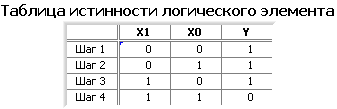 Таблица истинности логического элемента
X1 X0 Y
Шаг 1 0 0 1
Шаг 2 0 1 1
Шаг 3 1 0 1
Шаг 4 1 1 0